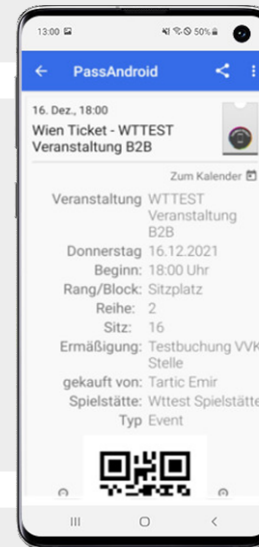 13:00 50%
PassAndroid
16. Dez., 18:00
Wien Ticket - WTTEST
Veranstaltung B2B
Zum Kalender
Veranstaltung WTTEST
Veranstaltung
B2B
Donnerstag 16.12.2021
Beginn: 18:00 Uhr
Rang/Block: Sitzplatz
Reihe: 2
Sitz: 16
Ermäßigung: Testbuchung VVK
Stelle
gekauft von: Tartic Emir
Spielstätte: Wttest Spielstätte
Typ Event